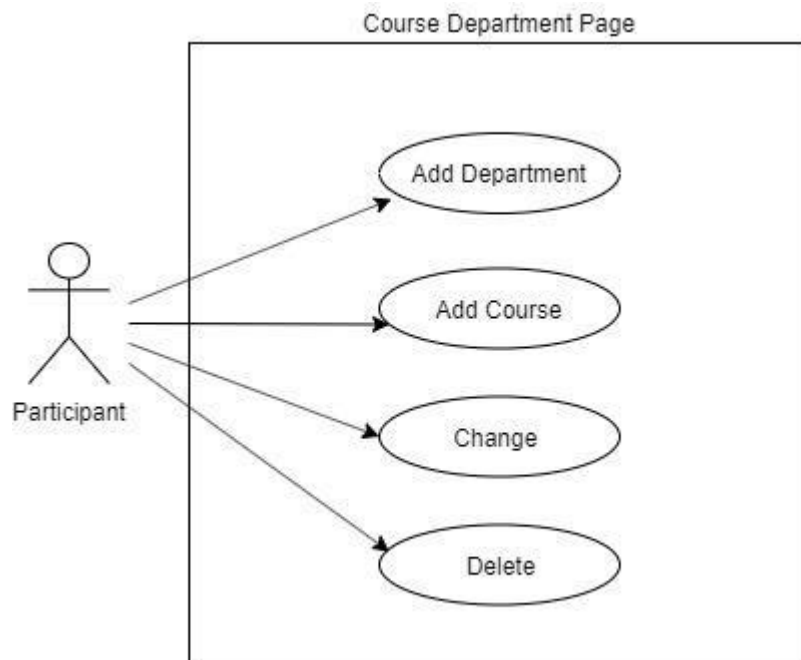 Course Department Page
Add Department
Add Course
Participant
Change
Delete